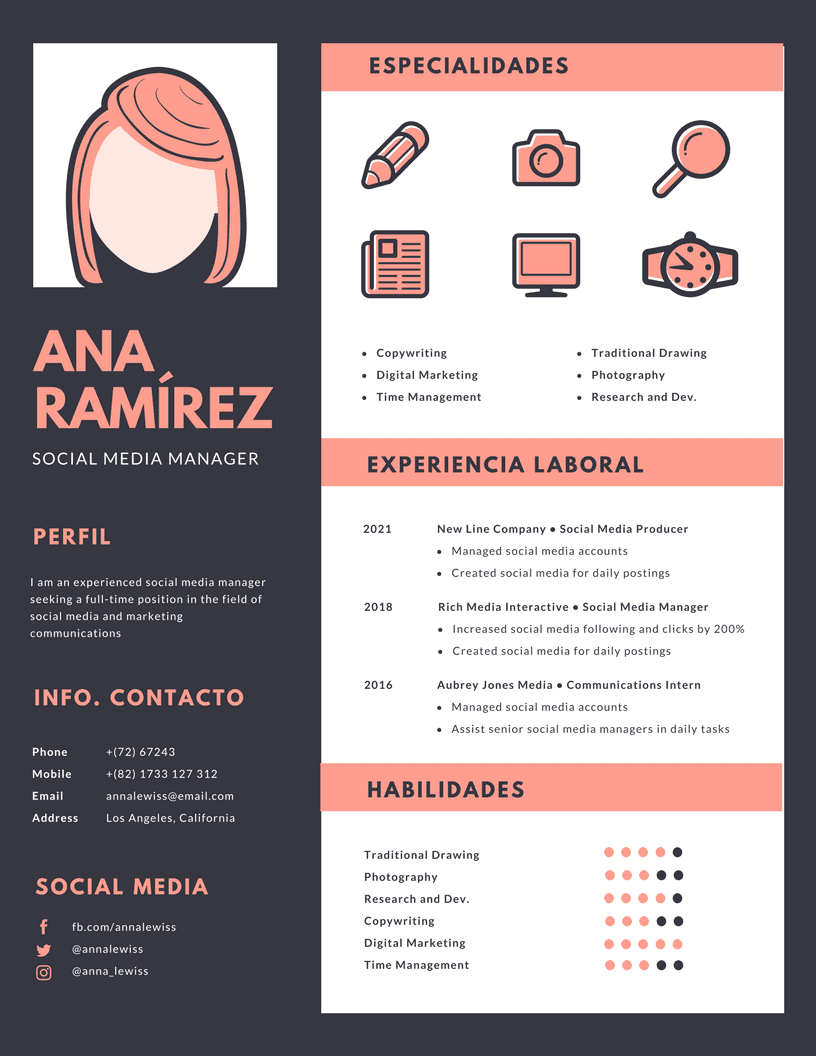 ANA
RAMÍREZ
SOCIAL MEDIA MANAGER
PERFIL
I am an experienced social media manager
seeking a full-time position in the field of
social media and marketing
communications
INFO. CONTACTO
Phone +(72) 67243
Mobile +(82) 1733 127 312
Email annalewiss@email.com
Address Los Angeles, California
SOCIAL MEDIA
fb.com/annalewiss
@annalewiss
@anna_lewiss
ESPECIALIDADES
• Copywriting
• Digital Marketing
• Time Management
• Traditional Drawing
• Photography
• Research and Dev.
EXPERIENCIA LABORAL
2021 New Line Company • Social Media Producer
• Managed social media accounts
• Created social media for daily postings
2018 Rich Media Interactive • Social Media Manager
• Increased social media following and clicks by 200%
• Created social media for daily postings
2016 Aubrey Jones Media • Communications Intern
• Managed social media accounts
• Assist senior social media managers in daily tasks
HABILIDADES
Traditional Drawing
Photography
Research and Dev.
Copywriting
Digital Marketing
Time Management